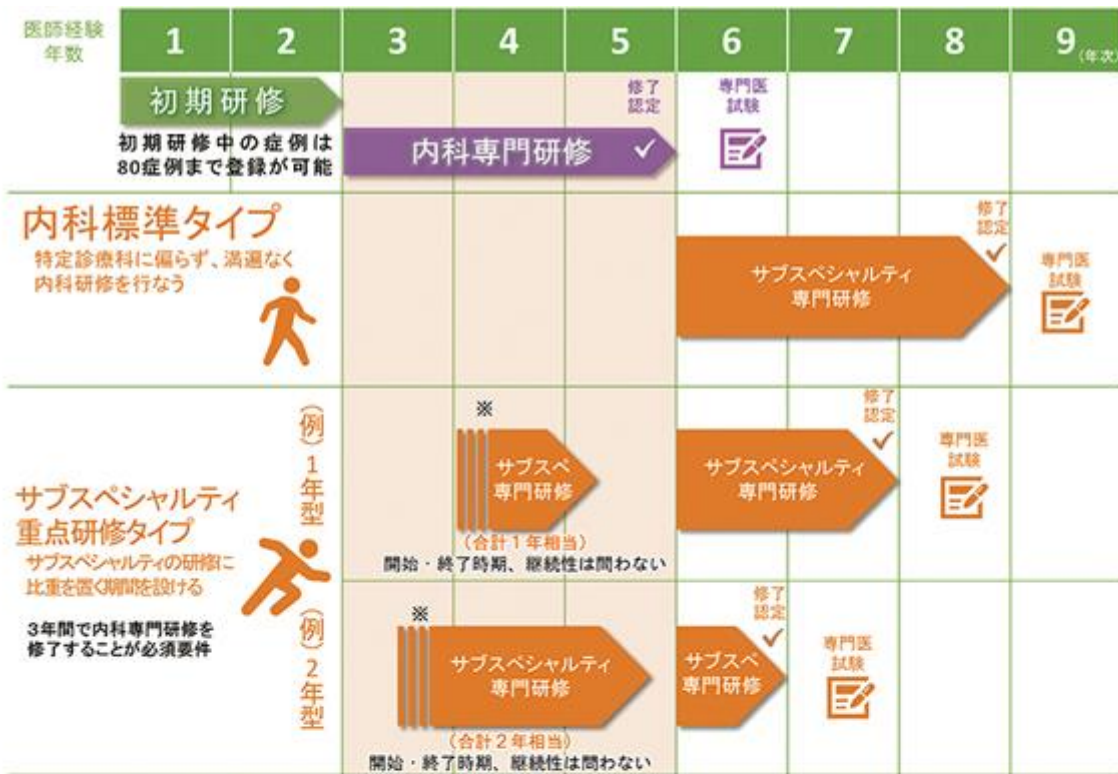 医師経験
年数
1
2
3
4
5
6
7
8
9(年次)
初期研修
初期研修中の症例は
80症例まで登録が可能
内科専門研修
修了
認定
専門医
試験
内科標準タイプ
特定診療科に偏らず、満遍なく
内科研修を行なう
サブスペシャルティ
専門研修
修了
認定
専門医
試験
サブスペシャルティ
重点研修タイプ
サブスペシャルティの研修に
比重を置く期間を設ける
3年間で内科専門研修を
修了することが必須要件
(例)1年型
※
サブスペ
専門研修
(合計1年相当)
開始・終了時期、継続性は問わない
サブスペシャルティ
専門研修
修了
認定
専門医
試験
(例)2年型
※
サブスペシャルティ
専門研修
(合計2年相当)
開始・終了時期、継続性は問わない
サブスペ
専門研修
修了
認定
専門医
試験